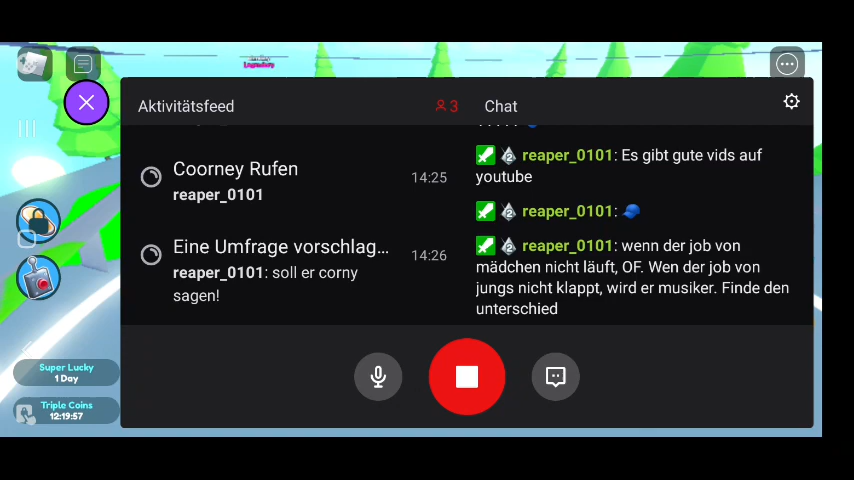 Legendary
Aktivitätsfeed
3
Chat
Coorney Rufen
reaper_0101
14:25
Eine Umfrage vorschlag...
reaper_0101: soll er corny
sagen!
14:26
reaper_0101: Es gibt gute vids auf
youtube
reaper_0101:
reaper_0101: wenn der job von
mädchen nicht läuft, OF. Wen der job von
jungs nicht klappt, wird er musiker. Finde den
unterschied
Super Lucky
1 Day
Triple Coins
12:19:57